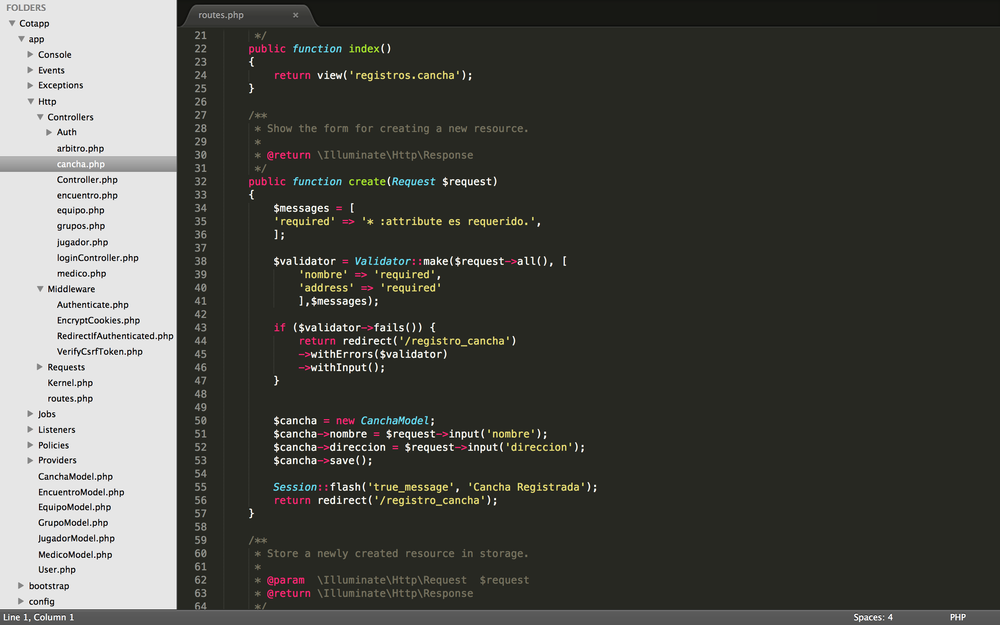 FOLDERS
Cotapp
app
Console
Events
Exceptions
Http
Controllers
Auth
arbitro.php
cancha.php
Controller.php
encuentro.php
equipo.php
grupos.php
jugador.php
loginController.php
medico.php
Middleware
Authenticate.php
EncryptCookies.php
RedirectIfAuthenticated.php
VerifyCsrfToken.php
Requests
Kernel.php
routes.php
Jobs
Listeners
Policies
Providers
CanchaModel.php
EncuentroModel.php
EquipoModel.php
GrupoModel.php
JugadorModel.php
MedicoModel.php
User.php
bootstrap
config
routes.php ×
21 */
22 public function index()
23 {
24 return view('registros.cancha');
25 }
26
27 /**
28 * Show the form for creating a new resource.
29 *
30 * @return \Illuminate\Http\Response
31 */
32 public function create(Request $request)
33 {
34 $messages = [
35 'required' => '* :attribute es requerido.',
36 ];
37
38 $validator = Validator::make($request->all(), [
39 'nombre' => 'required',
40 'address' => 'required'
41 ],$messages);
42
43 if ($validator->fails()) {
44 return redirect('/registro_cancha')
45 ->withErrors($validator)
46 ->withInput();
47 }
48
49
50 $cancha = new CanchaModel;
51 $cancha->nombre = $request->input('nombre');
52 $cancha->direccion = $request->input('direccion');
53 $cancha->save();
54
55 Session::flash('true_message', 'Cancha Registrada');
56 return redirect('/registro_cancha');
57 }
58
59 /**
60 * Store a newly created resource in storage.
61 *
62 * @param \Illuminate\Http\Request $request
63 * @return \Illuminate\Http\Response
64 */
Line 1, Column 1
Spaces: 4
PHP